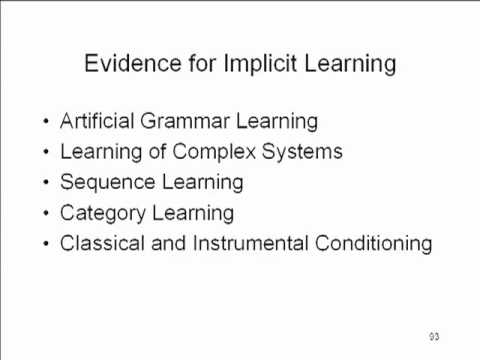 Evidence for Implicit Learning
• Artificial Grammar Learning
• Learning of Complex Systems
• Sequence Learning
• Category Learning
• Classical and Instrumental Conditioning
93